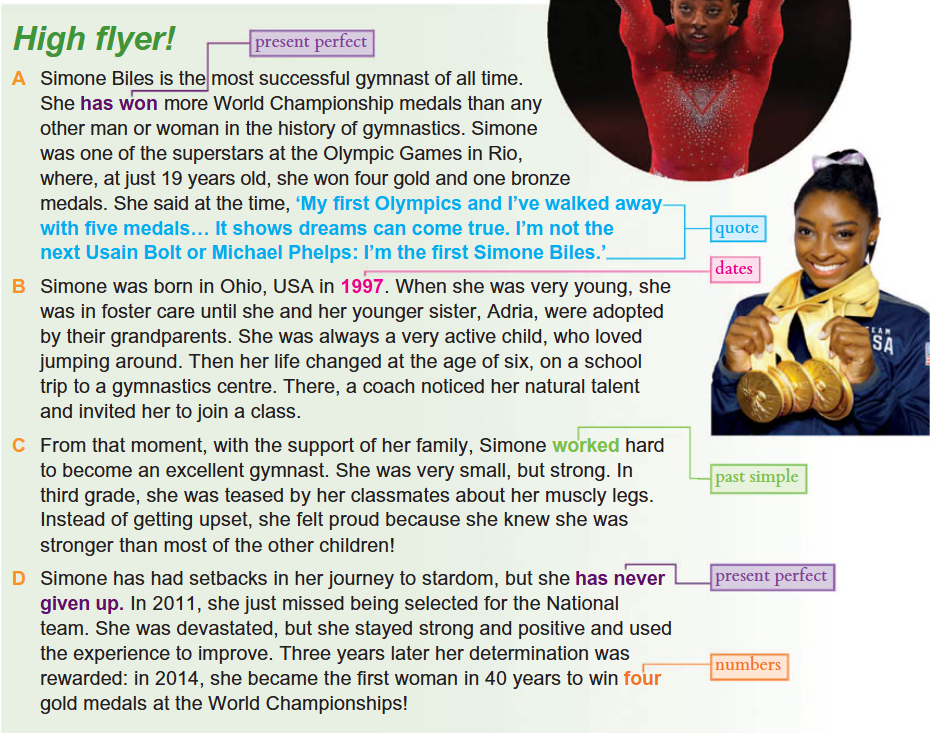 High flyer!
present perfect
A Simone Biles is the most successful gymnast of all time.
She has won more World Championship medals than any
other man or woman in the history of gymnastics. Simone
was one of the superstars at the Olympic Games in Rio,
where, at just 19 years old, she won four gold and one bronze
medals. She said at the time, ‘My first Olympics and I’ve walked away
with five medals… It shows dreams can come true. I’m not the
next Usain Bolt or Michael Phelps: I’m the first Simone Biles.’
quote
dates
B Simone was born in Ohio, USA in 1997. When she was very young, she
was in foster care until she and her younger sister, Adria, were adopted
by their grandparents. She was always a very active child, who loved
jumping around. Then her life changed at the age of six, on a school
trip to a gymnastics centre. There, a coach noticed her natural talent
and invited her to join a class.
C From that moment, with the support of her family, Simone worked hard
to become an excellent gymnast. She was very small, but strong. In
third grade, she was teased by her classmates about her muscly legs.
Instead of getting upset, she felt proud because she knew she was
stronger than most of the other children!
past simple
D Simone has had setbacks in her journey to stardom, but she has never
given up. In 2011, she just missed being selected for the National
team. She was devastated, but she stayed strong and positive and used
the experience to improve. Three years later her determination was
rewarded: in 2014, she became the first woman in 40 years to win four
gold medals at the World Championships!
present perfect
numbers
TEAM
USA